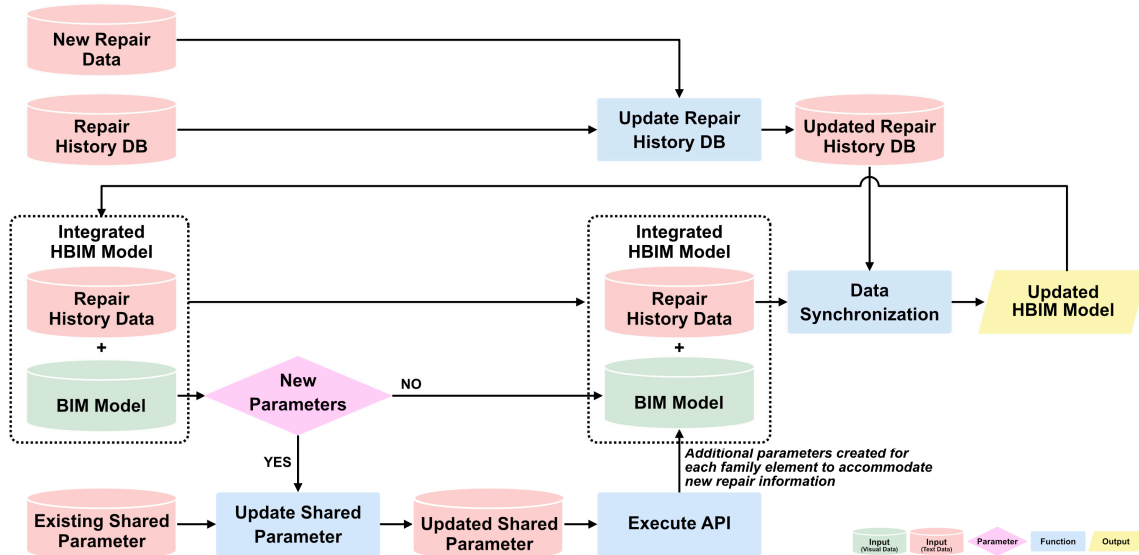 New Repair
Data
Repair
History DB
Update Repair
History DB
Updated Repair
History DB
Integrated
HBIM Model
Repair
History Data
+
BIM Model
New
Parameters
NO
YES
Integrated
HBIM Model
Repair
History Data
+
BIM Model
Data
Synchronization
Updated
HBIM Model
Additional parameters created for
each family element to accommodate
new repair information
Existing Shared
Parameter
Update Shared
Parameter
Updated Shared
Parameter
Execute API
Input
(Visual Data)
Input
(Text Data)
Parameter
Function
Output